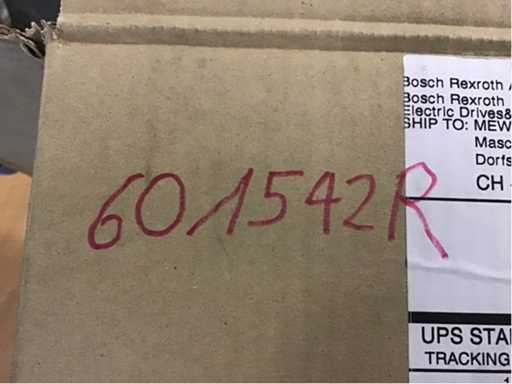 601542R
Bosch Rexroth A
Bosch Rexroth
Electric Drives&
SHIP TO: MEW
Masc
Dorfs
CH
UPS STA
TRACKING